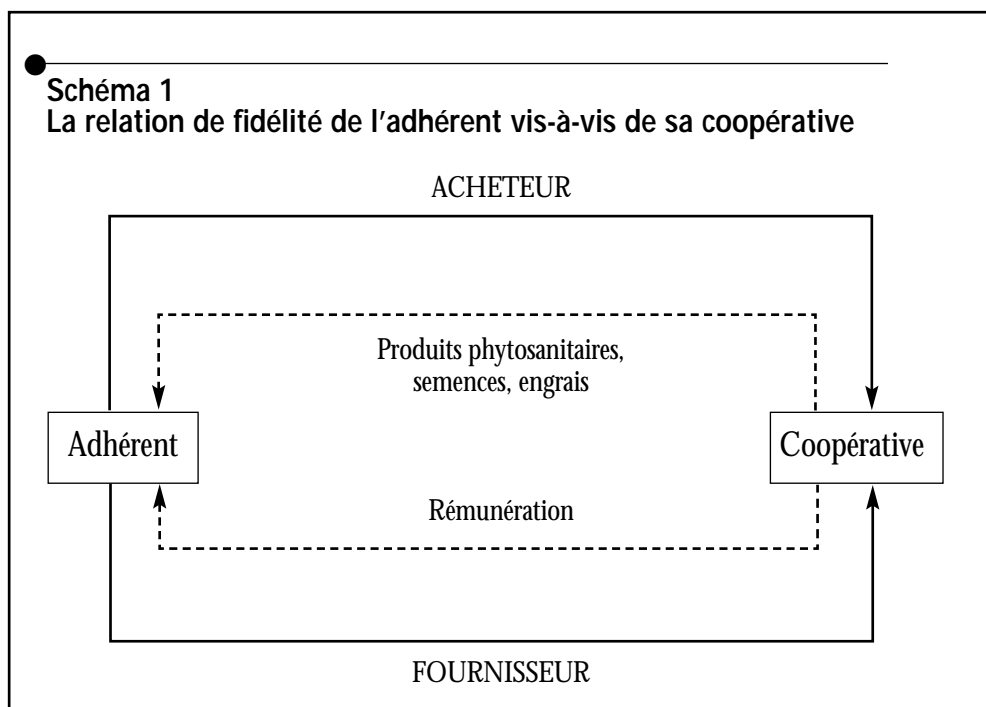 Schéma 1
La relation de fidélité de l'adhérent vis-à-vis de sa coopérative
ACHETEUR
Produits phytosanitaires,
semences, engrais
Adhérent
Coopérative
Rémunération
FOURNISSEUR